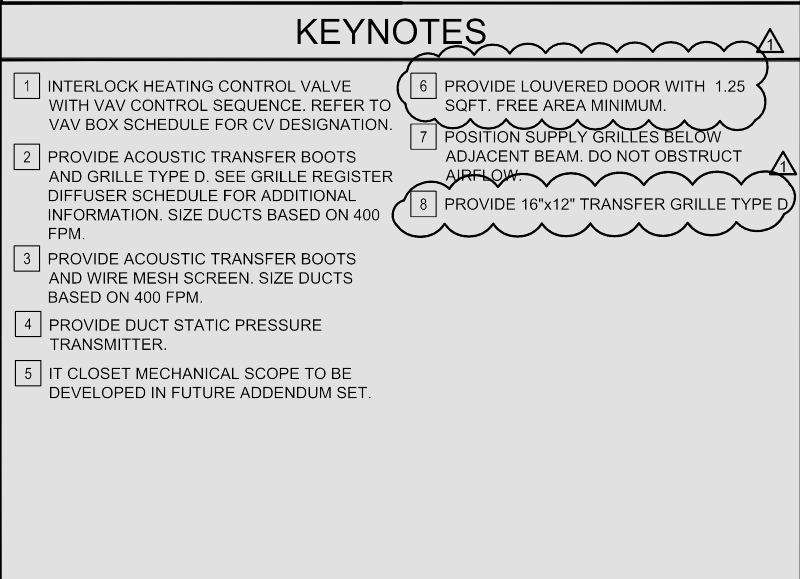 KEYNOTES
1 INTERLOCK HEATING CONTROL VALVE
WITH VAV CONTROL SEQUENCE. REFER TO
VAV BOX SCHEDULE FOR CV DESIGNATION.
2 PROVIDE ACOUSTIC TRANSFER BOOTS
AND GRILLE TYPE D. SEE GRILLE REGISTER
DIFFUSER SCHEDULE FOR ADDITIONAL
INFORMATION. SIZE DUCTS BASED ON 400
FPM.
3 PROVIDE ACOUSTIC TRANSFER BOOTS
AND WIRE MESH SCREEN. SIZE DUCTS
BASED ON 400 FPM.
4 PROVIDE DUCT STATIC PRESSURE
TRANSMITTER.
5 IT CLOSET MECHANICAL SCOPE TO BE
DEVELOPED IN FUTURE ADDENDUM SET.
1
6 PROVIDE LOUVERED DOOR WITH 1.25
SQFT. FREE AREA MINIMUM.
7 POSITION SUPPLY GRILLES BELOW
ADJACENT BEAM. DO NOT OBSTRUCT
AIRFLOW.
1
8 PROVIDE 16"x12" TRANSFER GRILLE TYPE D